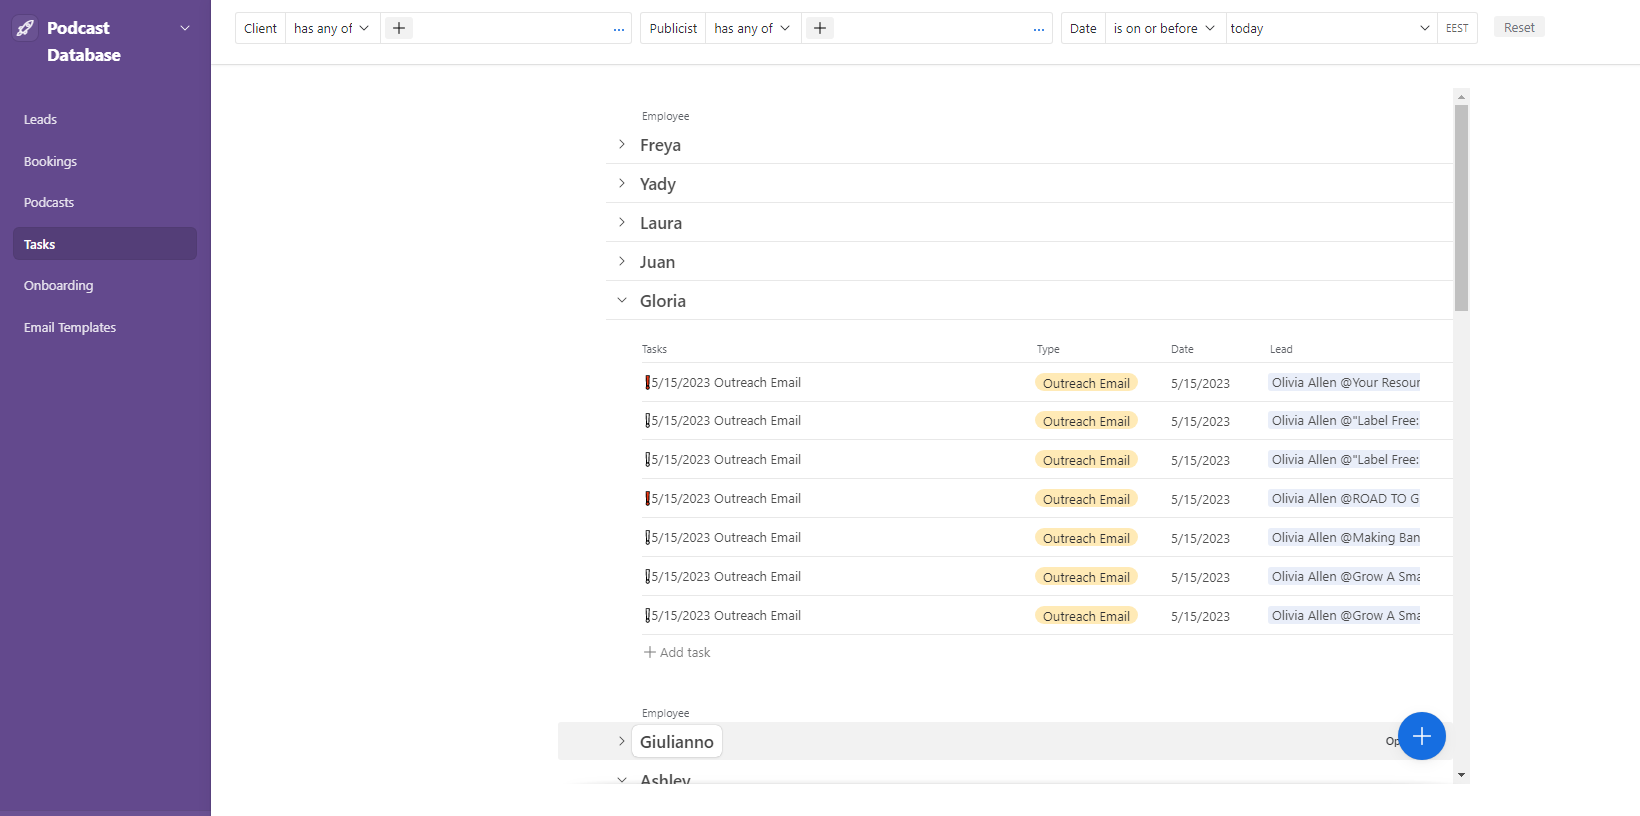 Podcast
Database
Leads
Bookings
Podcasts
Tasks
Onboarding
Email Templates
Client has any of + ... Publicist has any of + ... Date is on or before today EEST Reset
Employee
Freya
Yady
Laura
Juan
Gloria
Tasks Type Date Lead
❗5/15/2023 Outreach Email Outreach Email 5/15/2023 Olivia Allen @Your Resour
❕5/15/2023 Outreach Email Outreach Email 5/15/2023 Olivia Allen @"Label Free:
❕5/15/2023 Outreach Email Outreach Email 5/15/2023 Olivia Allen @"Label Free:
❗5/15/2023 Outreach Email Outreach Email 5/15/2023 Olivia Allen @ROAD TO G
❕5/15/2023 Outreach Email Outreach Email 5/15/2023 Olivia Allen @Making Ban
❕5/15/2023 Outreach Email Outreach Email 5/15/2023 Olivia Allen @Grow A Sma
❕5/15/2023 Outreach Email Outreach Email 5/15/2023 Olivia Allen @Grow A Sma
+ Add task
Employee
Giulianno
Ashley